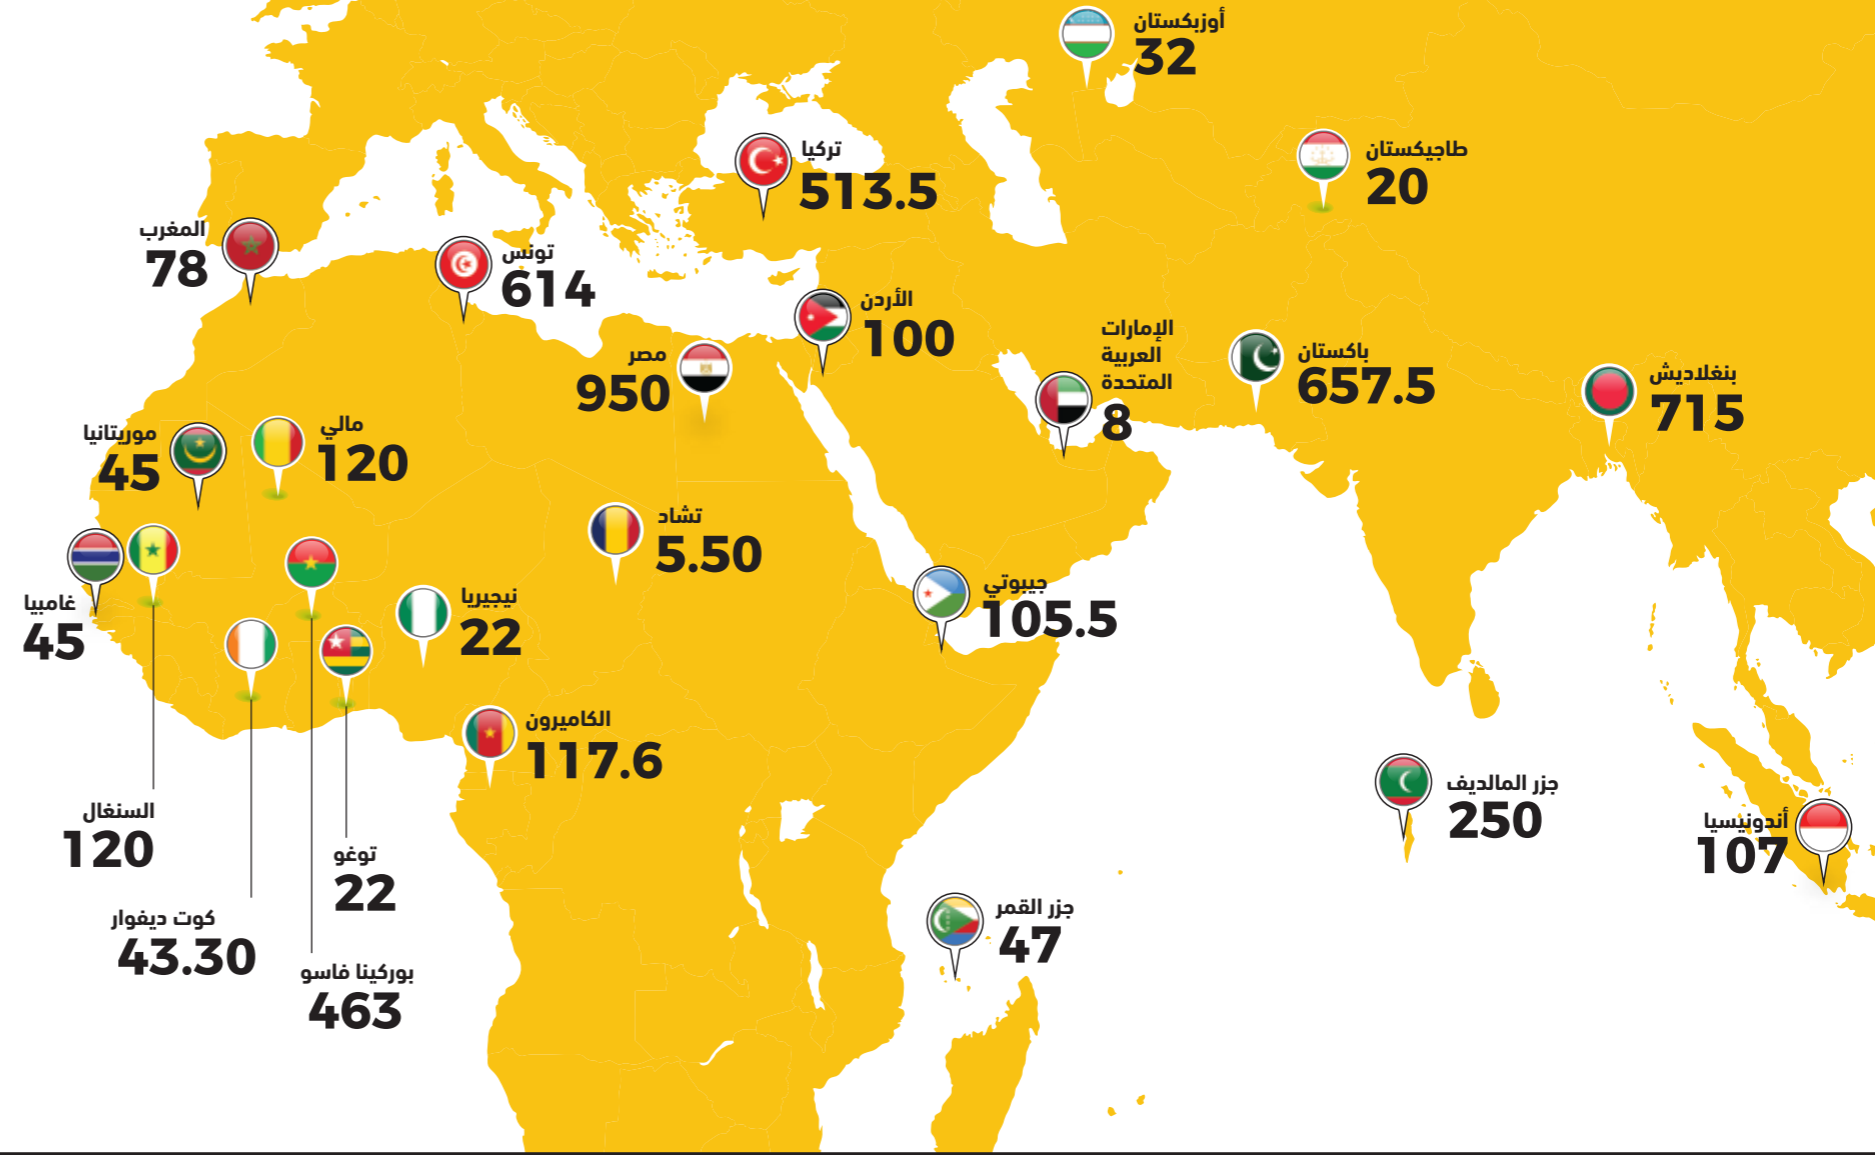 أوزبكستان
32
طاجيكستان
20
تركيا
513.5
المغرب
78
تونس
614
الأردن
100
مصر
950
الإمارات
العربية
المتحدة
8
باكستان
657.5
بنغلاديش
715
موريتانيا
45
مالي
120
تشاد
5.50
جيبوتي
105.5
نيجيريا
22
غامبيا
45
الكاميرون
117.6
السنغال
120
توغو
22
كوت ديفوار
43.30
بوركينا فاسو
463
جزر المالديف
250
أندونيسيا
107
جزر القمر
47